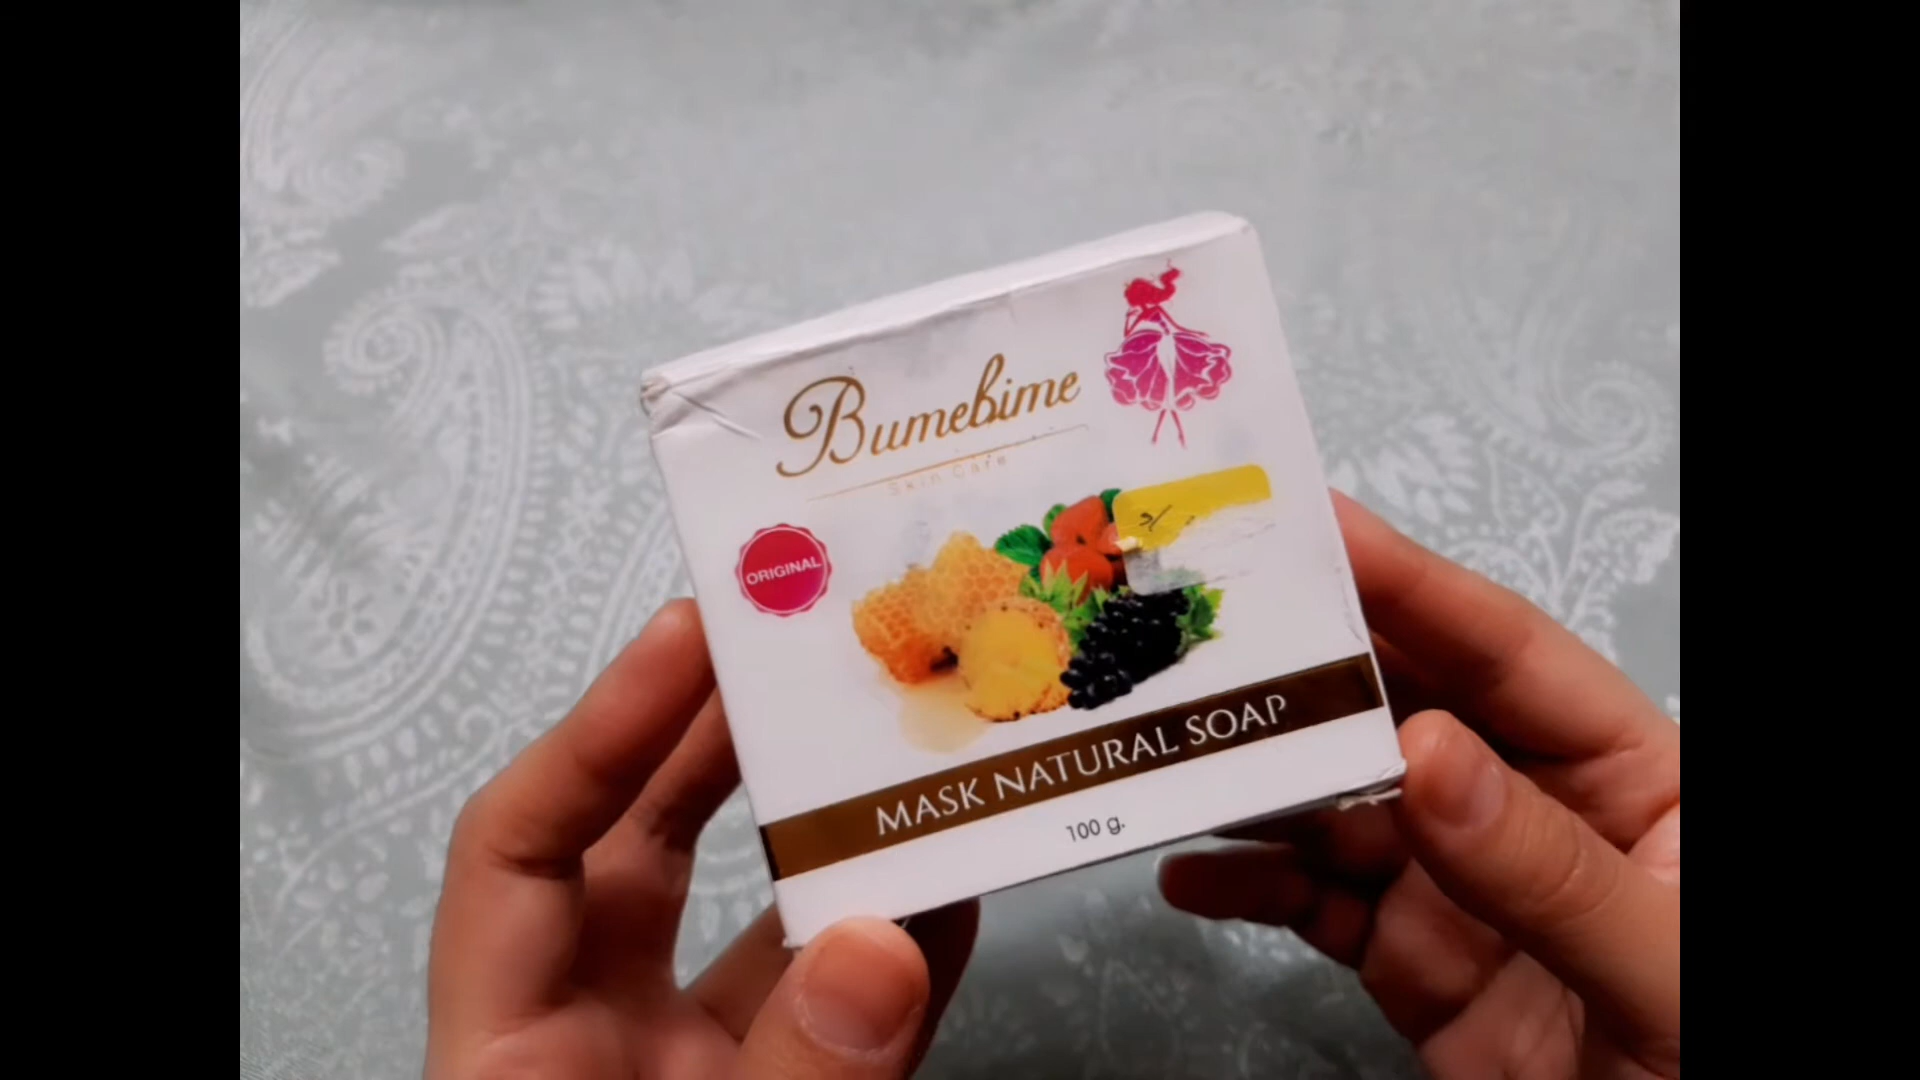 Bumebime
Skin Care
ORIGINAL
MASK NATURAL SOAP
100 g.